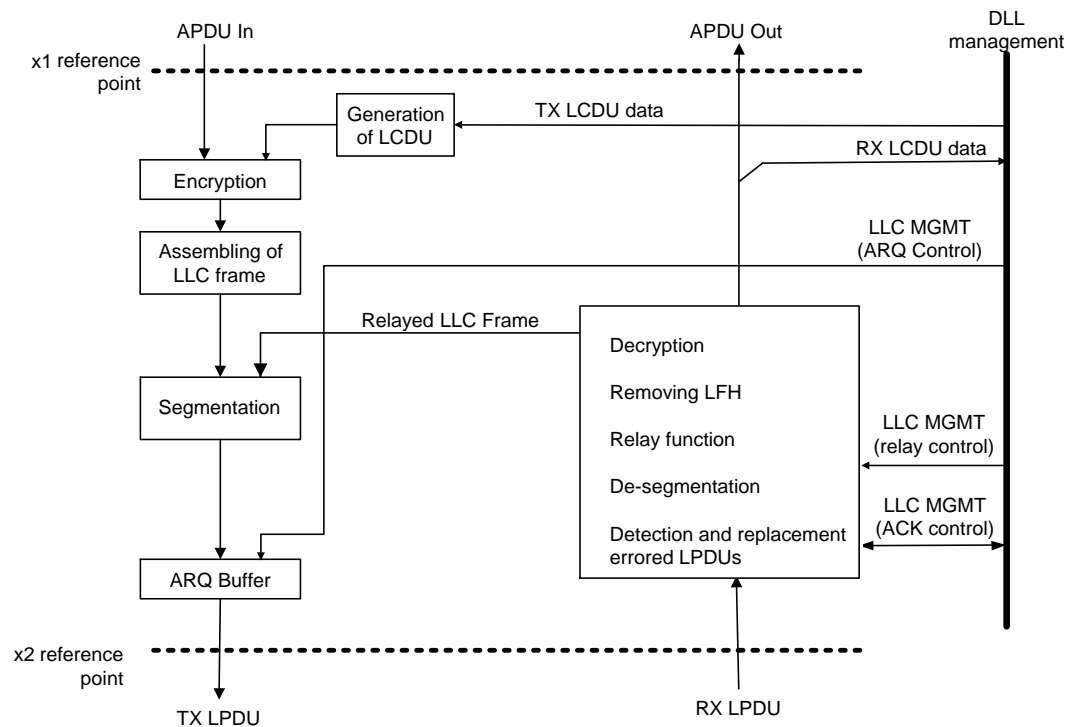 APDU In
APDU Out
DLL
management
x1 reference
point
Generation
of LCDU
TX LCDU data
RX LCDU data
Encryption
LLC MGMT
(ARQ Control)
Assembling of
LLC frame
Relayed LLC Frame
Decryption
Removing LFH
Segmentation
Relay function
LLC MGMT
(relay control)
De-segmentation
LLC MGMT
(ACK control)
Detection and replacement
errored LPDUs
ARQ Buffer
x2 reference
point
TX LPDU
RX LPDU